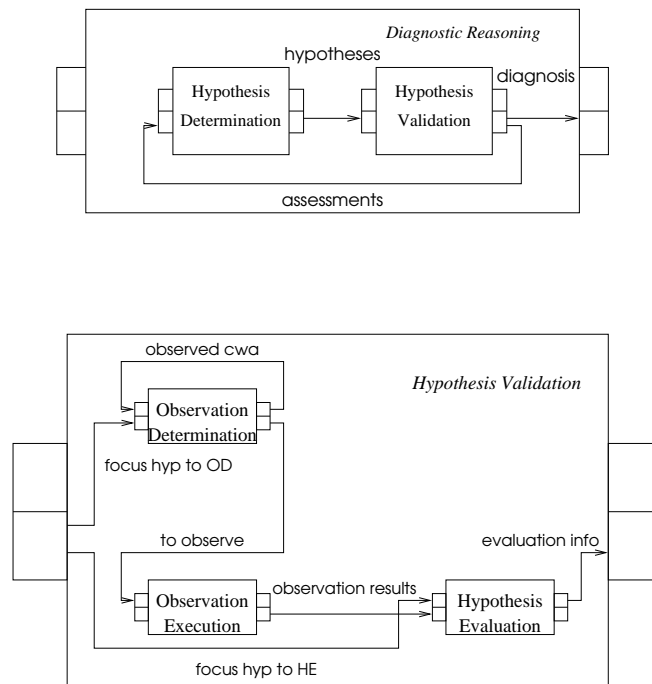 Diagnostic Reasoning
hypotheses
diagnosis
Hypothesis
Determination
Hypothesis
Validation
assessments
observed cwa
Hypothesis Validation
Observation
Determination
focus hyp to OD
to observe
evaluation info
observation results
Observation
Execution
Hypothesis
Evaluation
focus hyp to HE